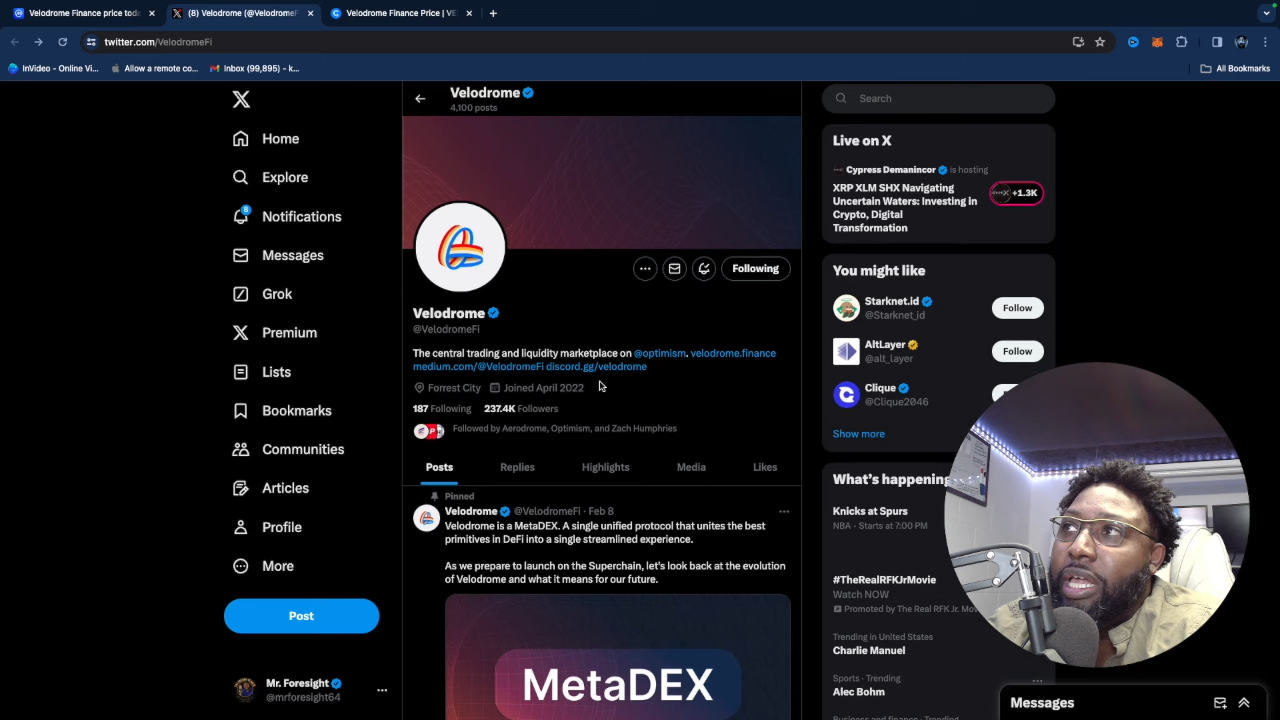 Velodrome Finance price toda
(8) Velodrome (@VelodromeF
Velodrome Finance Price | VE
twitter.com/VelodromeFi
InVideo - Online Vi...
Allow a remote co...
Inbox (99,895) - k...
All Bookmarks
Home
Explore
6
Notifications
Messages
Grok
Premium
Lists
Bookmarks
Communities
Articles
Profile
More
Post
Mr. Foresight
@mrforesight64
Velodrome
4,100 posts
Following
Velodrome
@VelodromeFi
The central trading and liquidity marketplace on @optimism. velodrome.finance
medium.com/@VelodromeFi discord.gg/velodrome
Forrest City Joined April 2022
187 Following 237.4K Followers
Followed by Aerodrome, Optimism, and Zach Humphries
Posts Replies Highlights Media Likes
Pinned
Velodrome @VelodromeFi · Feb 8
Velodrome is a MetaDEX. A single unified protocol that unites the best
primitives in DeFi into a single streamlined experience.
As we prepare to launch on the Superchain, let's look back at the evolution
of Velodrome and what it means for our future.
MetaDEX
Search
Live on X
Cypress Demanincor is hosting
XRP XLM SHX Navigating
Uncertain Waters: Investing in
Crypto, Digital
Transformation
+1.3K
You might like
Starknet.id
@Starknet_id
Follow
AltLayer
@alt_layer
Follow
Clique
@Clique2046
Show more
What's happening
Knicks at Spurs
NBA · Starts at 7:00 PM
#TheRealRFKJrMovie
Watch NOW
Promoted by The Real RFK Jr. Mov
Trending in United States
Charlie Manuel
Sports · Trending
Alec Bohm
Business and finance · Trending
Messages